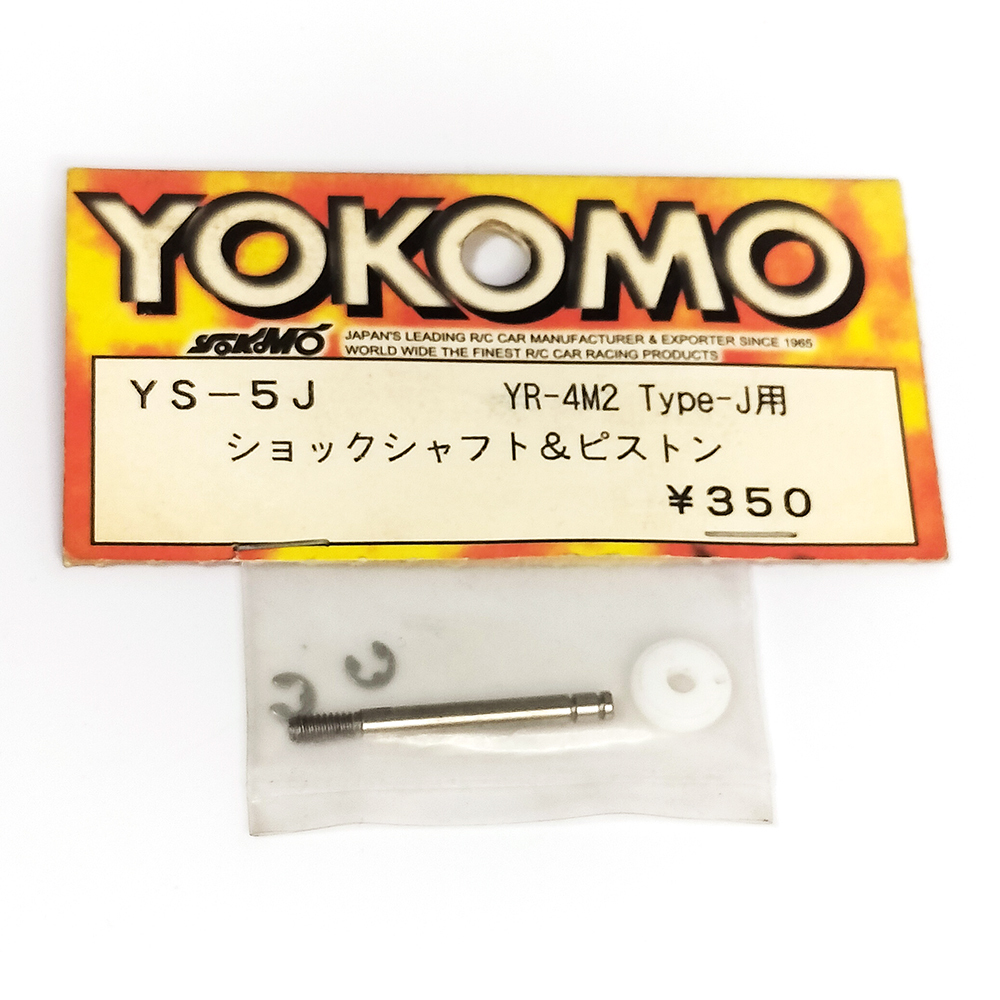 YOKOMO
YOKOMO
JAPAN'S LEADING R/C CAR MANUFACTURER & EXPORTER SINCE 1965
WORLD WIDE THE FINEST R/C CAR RACING PRODUCTS
YS-5J YR-4M2 Type-J用
ショックシャフト＆ピストン
¥350